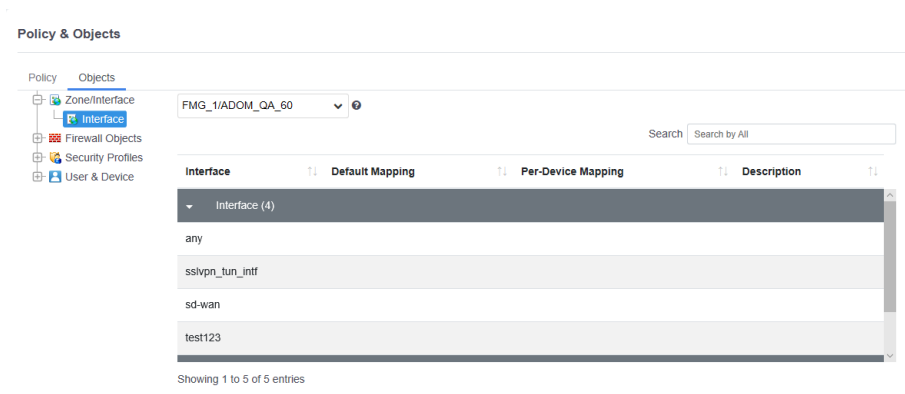 Policy & Objects
Policy Objects
Zone/Interface
Interface
Firewall Objects
Security Profiles
User & Device
FMG_1/ADOM_QA_60
Search Search by All
Interface Default Mapping Per-Device Mapping Description
Interface (4)
any
sslvpn_tun_intf
sd-wan
test123
Showing 1 to 5 of 5 entries